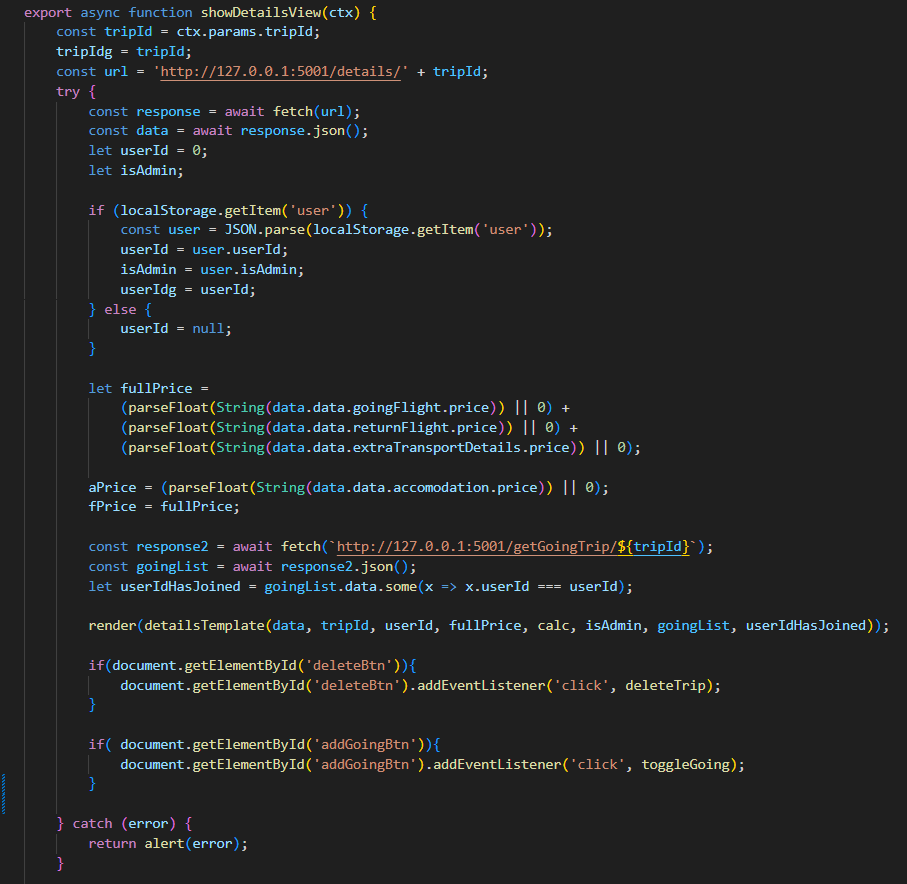 export async function showDetailsView(ctx) {
    const tripId = ctx.params.tripId;
    tripIdg = tripId;
    const url = 'http://127.0.0.1:5001/details/' + tripId;
    try {
        const response = await fetch(url);
        const data = await response.json();
        let userId = 0;
        let isAdmin;

        if (localStorage.getItem('user')) {
            const user = JSON.parse(localStorage.getItem('user'));
            userId = user.userId;
            isAdmin = user.isAdmin;
            userIdg = userId;
        } else {
            userId = null;
        }

        let fullPrice =
            (parseFloat(String(data.data.goingFlight.price)) || 0) +
            (parseFloat(String(data.data.returnFlight.price)) || 0) +
            (parseFloat(String(data.data.extraTransportDetails.price)) || 0);

        aPrice = (parseFloat(String(data.data.accomodation.price)) || 0);
        fPrice = fullPrice;

        const response2 = await fetch(`http://127.0.0.1:5001/getGoingTrip/${tripId}`);
        const goingList = await response2.json();
        let userIdHasJoined = goingList.data.some(x => x.userId === userId);

        render(detailsTemplate(data, tripId, userId, fullPrice, calc, isAdmin, goingList, userIdHasJoined));

        if(document.getElementById('deleteBtn')){
            document.getElementById('deleteBtn').addEventListener('click', deleteTrip);
        }

        if( document.getElementById('addGoingBtn')){
            document.getElementById('addGoingBtn').addEventListener('click', toggleGoing);
        }

    } catch (error) {
        return alert(error);
    }